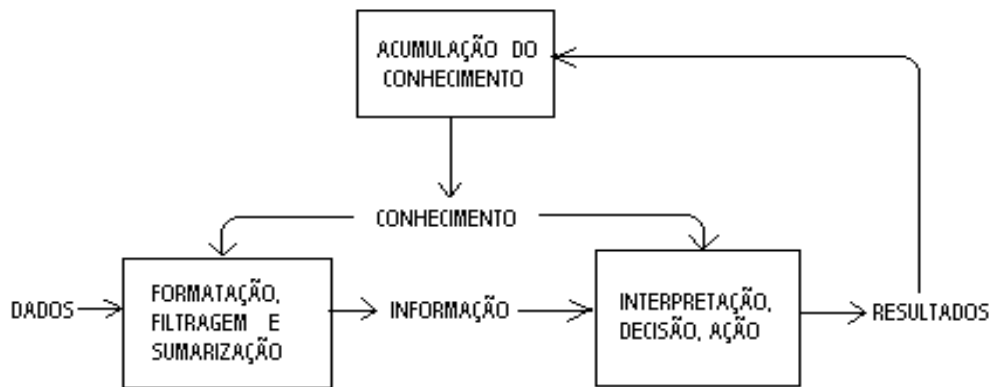 ACUMULAÇÃO DO
CONHECIMENTO
CONHECIMENTO
DADOS
FORMATAÇÃO,
FILTRAGEM E
SUMARIZAÇÃO
INFORMAÇÃO
INTERPRETAÇÃO,
DECISÃO, AÇÃO
RESULTADOS